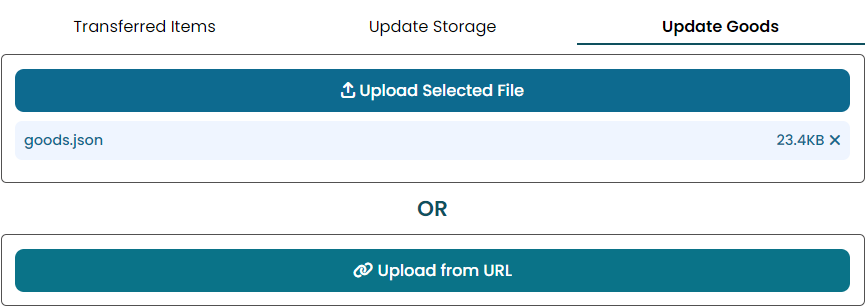 Transferred Items Update Storage Update Goods
Upload Selected File
goods.json 23.4KB ✕
OR
Upload from URL